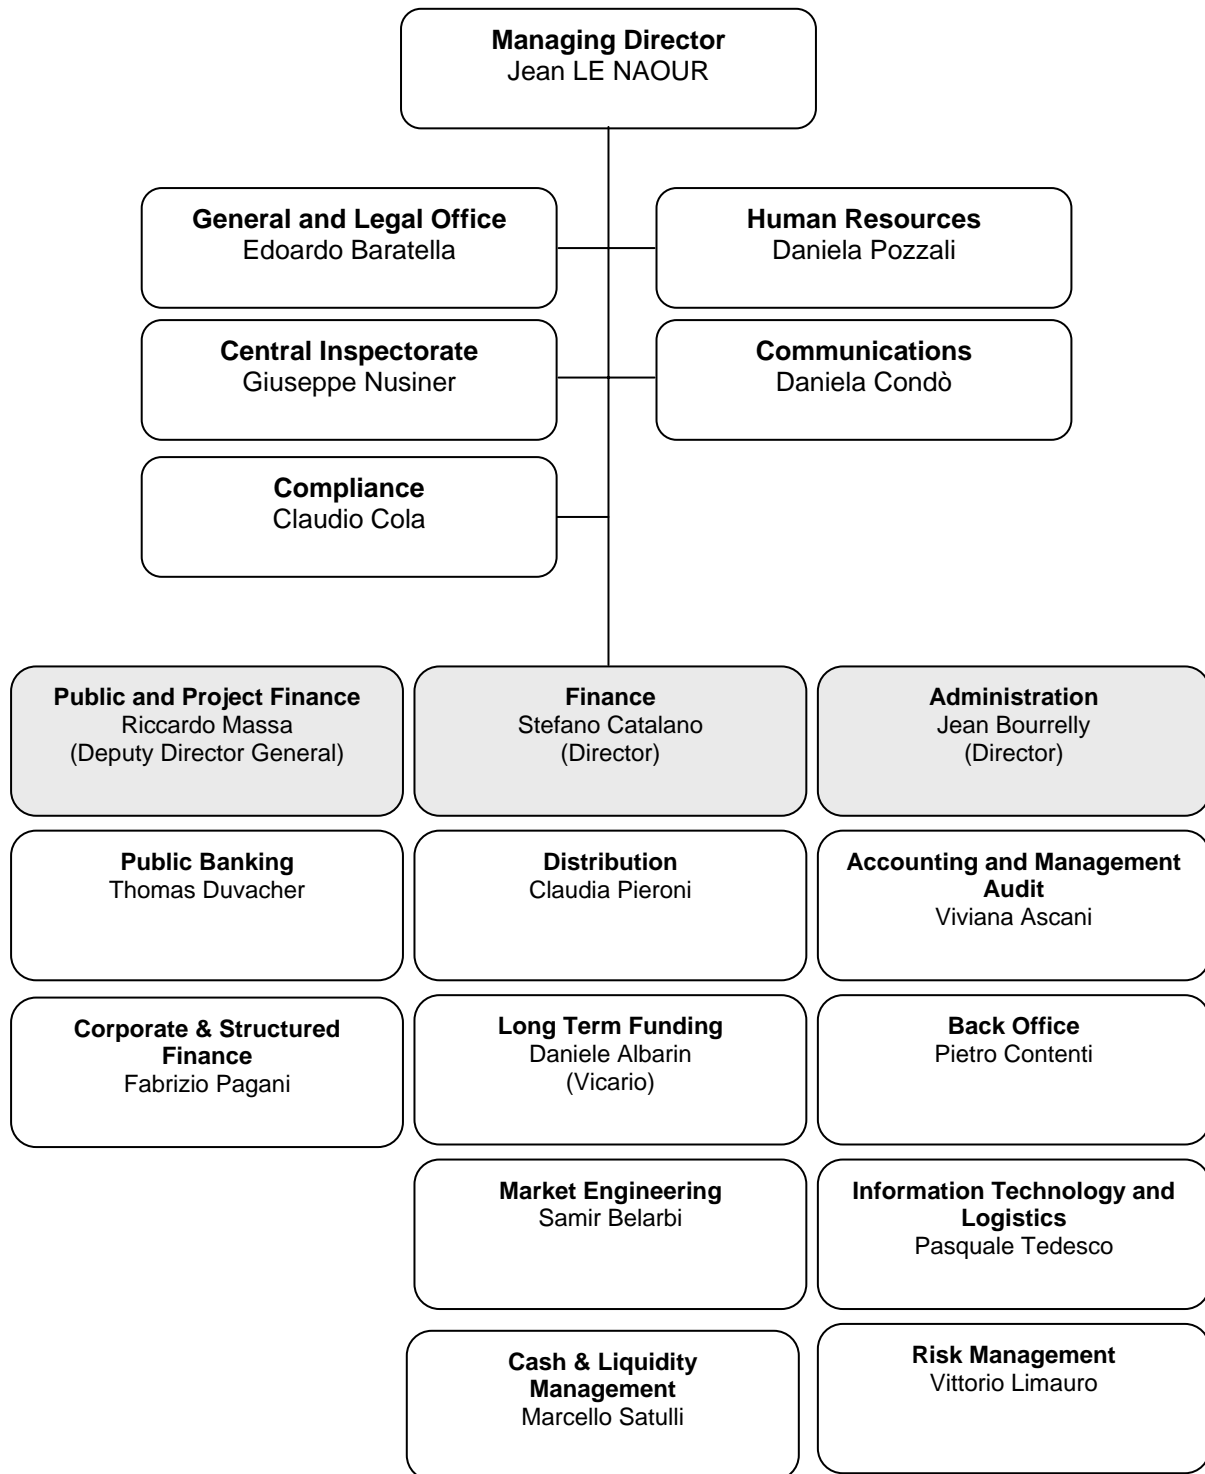 Managing Director
Jean LE NAOUR
General and Legal Office
Edoardo Baratella
Human Resources
Daniela Pozzali
Central Inspectorate
Giuseppe Nusiner
Communications
Daniela Condò
Compliance
Claudio Cola
Public and Project Finance
Riccardo Massa
(Deputy Director General)
Finance
Stefano Catalano
(Director)
Administration
Jean Bourrelly
(Director)
Public Banking
Thomas Duvacher
Distribution
Claudia Pieroni
Accounting and Management
Audit
Viviana Ascani
Corporate & Structured
Finance
Fabrizio Pagani
Long Term Funding
Daniele Albarin
(Vicario)
Back Office
Pietro Contenti
Market Engineering
Samir Belarbi
Information Technology and
Logistics
Pasquale Tedesco
Cash & Liquidity
Management
Marcello Satulli
Risk Management
Vittorio Limauro